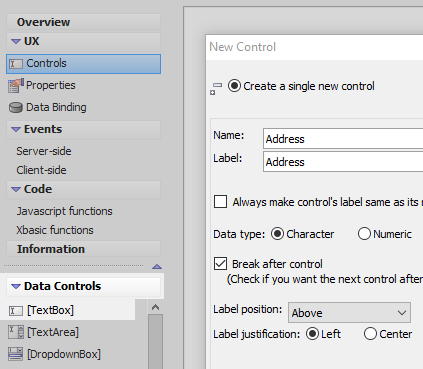 Overview
UX
Controls
Properties
Data Binding
Events
Server-side
Client-side
Code
Javascript functions
Xbasic functions
Information
Data Controls
[TextBox]
[TextArea]
[DropdownBox]
New Control
Create a single new control
Name: Address
Label: Address
Always make control's label same as its
Data type: Character Numeric
Break after control
(Check if you want the next control after
Label position: Above
Label justification: Left Center